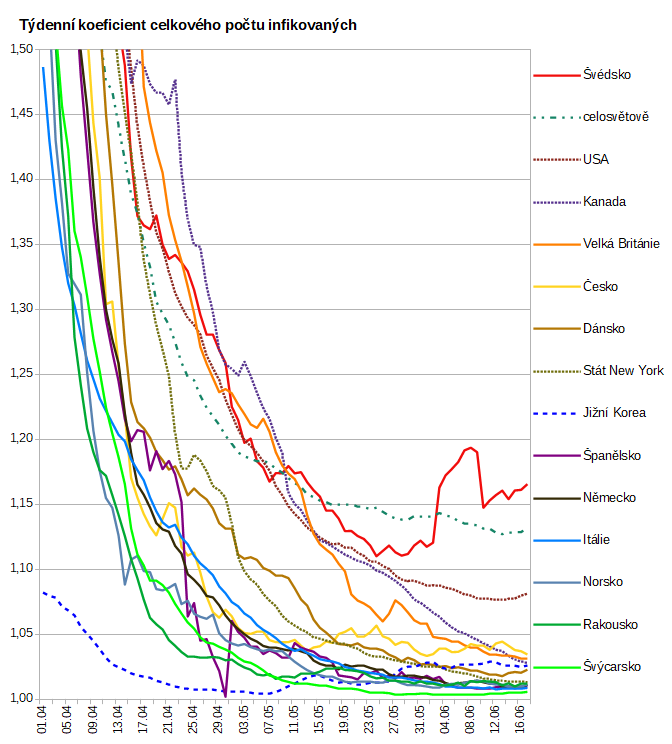 Týdenní koeficient celkového počtu infikovaných
1,50
1,45
1,40
1,35
1,30
1,25
1,20
1,15
1,10
1,05
1,00
01.04
05.04
09.04
13.04
17.04
21.04
25.04
29.04
03.05
07.05
11.05
15.05
19.05
23.05
27.05
31.05
04.06
08.06
12.06
16.06
Švédsko
celosvětově
USA
Kanada
Velká Británie
Česko
Dánsko
Stát New York
Jižní Korea
Španělsko
Německo
Itálie
Norsko
Rakousko
Švýcarsko